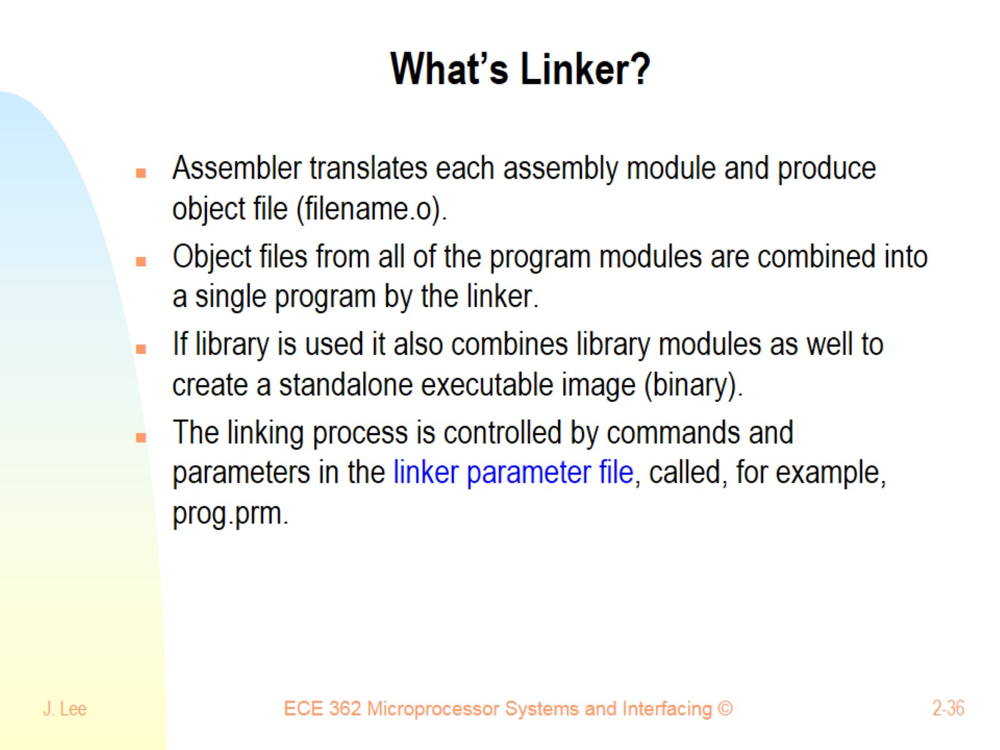 What’s Linker?
Assembler translates each assembly module and produce
object file (filename.o).
Object files from all of the program modules are combined into
a single program by the linker.
If library is used it also combines library modules as well to
create a standalone executable image (binary).
The linking process is controlled by commands and
parameters in the linker parameter file, called, for example,
prog.prm.
J. Lee
ECE 362 Microprocessor Systems and Interfacing ©
2-36